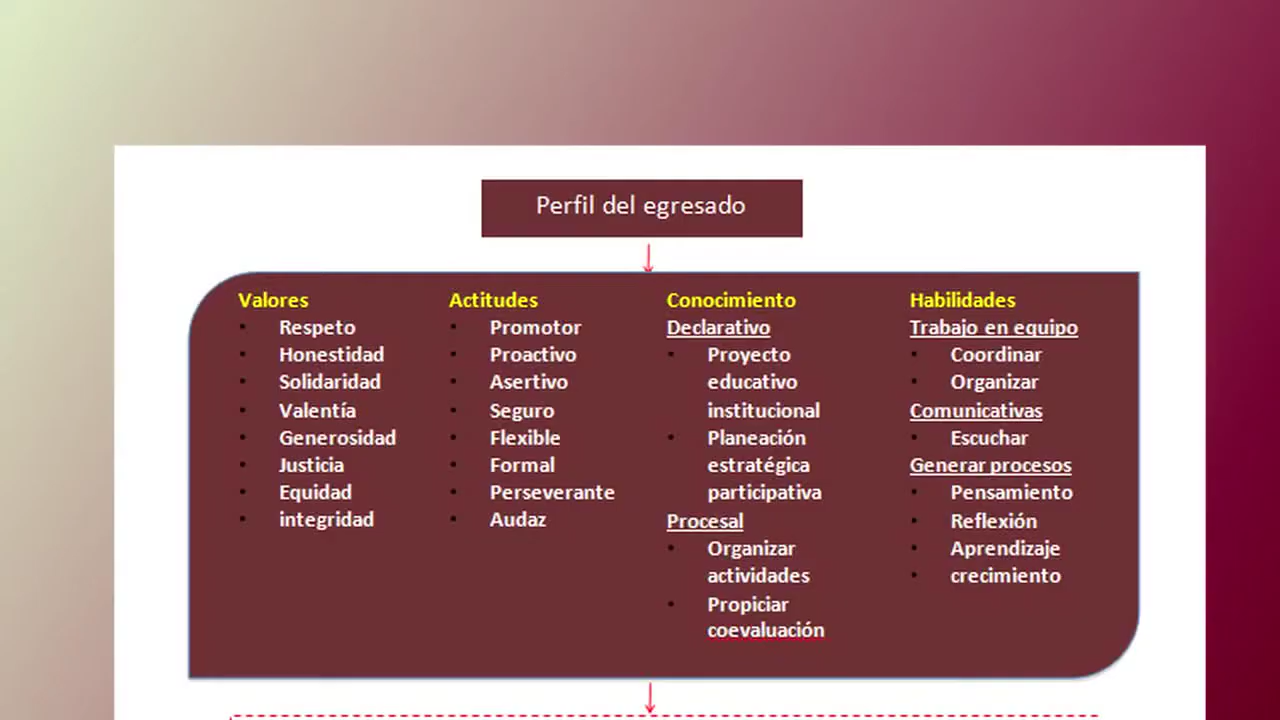 Perfil del egresado
Valores
Respeto
Honestidad
Solidaridad
Valentía
Generosidad
Justicia
Equidad
integridad
Actitudes
Promotor
Proactivo
Asertivo
Seguro
Flexible
Formal
Perseverante
Audaz
Conocimiento
Declarativo
Proyecto
educativo
institucional
Planeación
estratégica
participativa
Procesal
Organizar
actividades
Propiciar
coevaluación
Habilidades
Trabajo en equipo
Coordinar
Organizar
Comunicativas
Escuchar
Generar procesos
Pensamiento
Reflexión
Aprendizaje
crecimiento